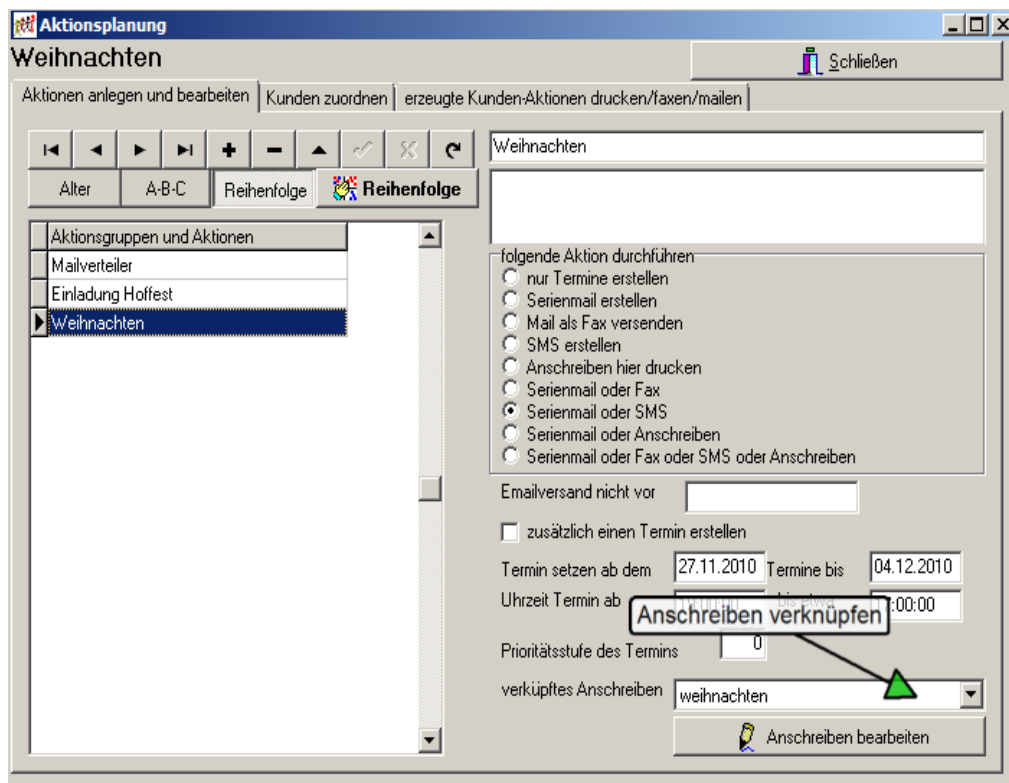 Aktionsplanung
Weihnachten
Schließen
Aktionen anlegen und bearbeiten
Kunden zuordnen
erzeugte Kunden-Aktionen drucken/faxen/mailen
Weihnachten
Alter
A-B-C
Reihenfolge
Reihenfolge
Aktionsgruppen und Aktionen
Mailverteiler
Einladung Hoffest
Weihnachten
folgende Aktion durchführen
nur Termine erstellen
Serienmail erstellen
Mail als Fax versenden
SMS erstellen
Anschreiben hier drucken
Serienmail oder Fax
Serienmail oder SMS
Serienmail oder Anschreiben
Serienmail oder Fax oder SMS oder Anschreiben
Emailversand nicht vor
zusätzlich einen Termin erstellen
Termin setzen ab dem 27.11.2010 Termine bis 04.12.2010
Uhrzeit Termin ab bis etwa :00:00
Anschreiben verknüpfen
Prioritätsstufe des Termins 0
verküpftes Anschreiben weihnachten
Anschreiben bearbeiten